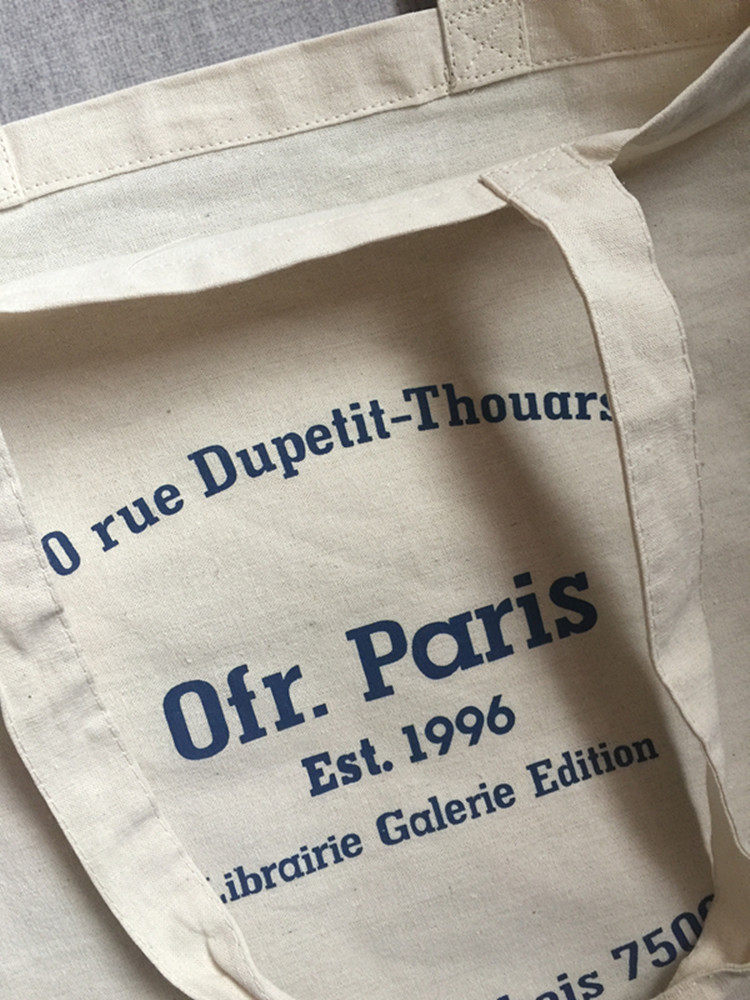 0 rue Dupetit-Thouars
Ofr. Paris
Est. 1996
Librairie Galerie Edition